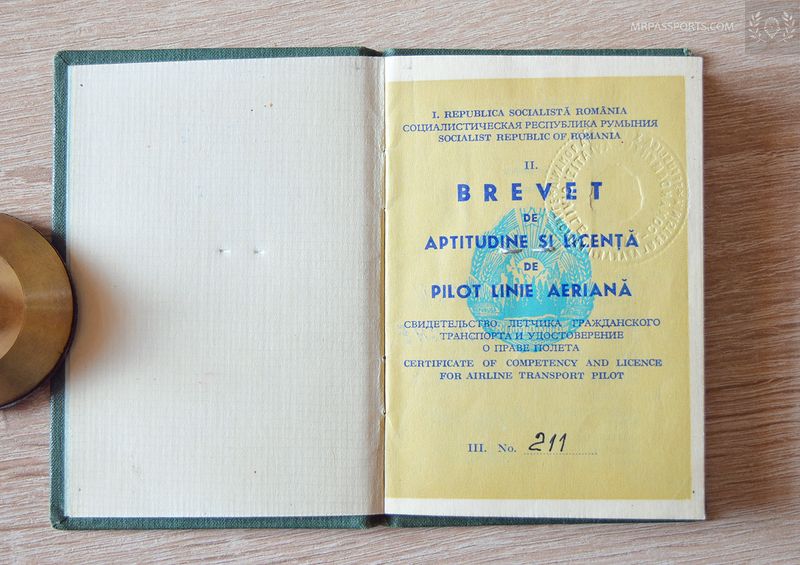 MRPASSPORTS.COM
I. REPUBLICA SOCIALISTĂ ROMÂNIA
СОЦИАЛИСТИЧЕСКАЯ РЕСПУБЛИКА РУМЫНИЯ
SOCIALIST REPUBLIC OF ROMANIA
II.
BREVET
DE
APTITUDINE ȘI LICENȚĂ
DE
PILOT LINIE AERIANĂ
СВИДЕТЕЛЬСТВО ЛЕТЧИКА ГРАЖДАНСКОГО
ТРАНСПОРТА И УДОСТОВЕРЕНИЕ
О ПРАВЕ ПОЛЕТА
CERTIFICATE OF COMPETENCY AND LICENCE
FOR AIRLINE TRANSPORT PILOT
III. No. 211